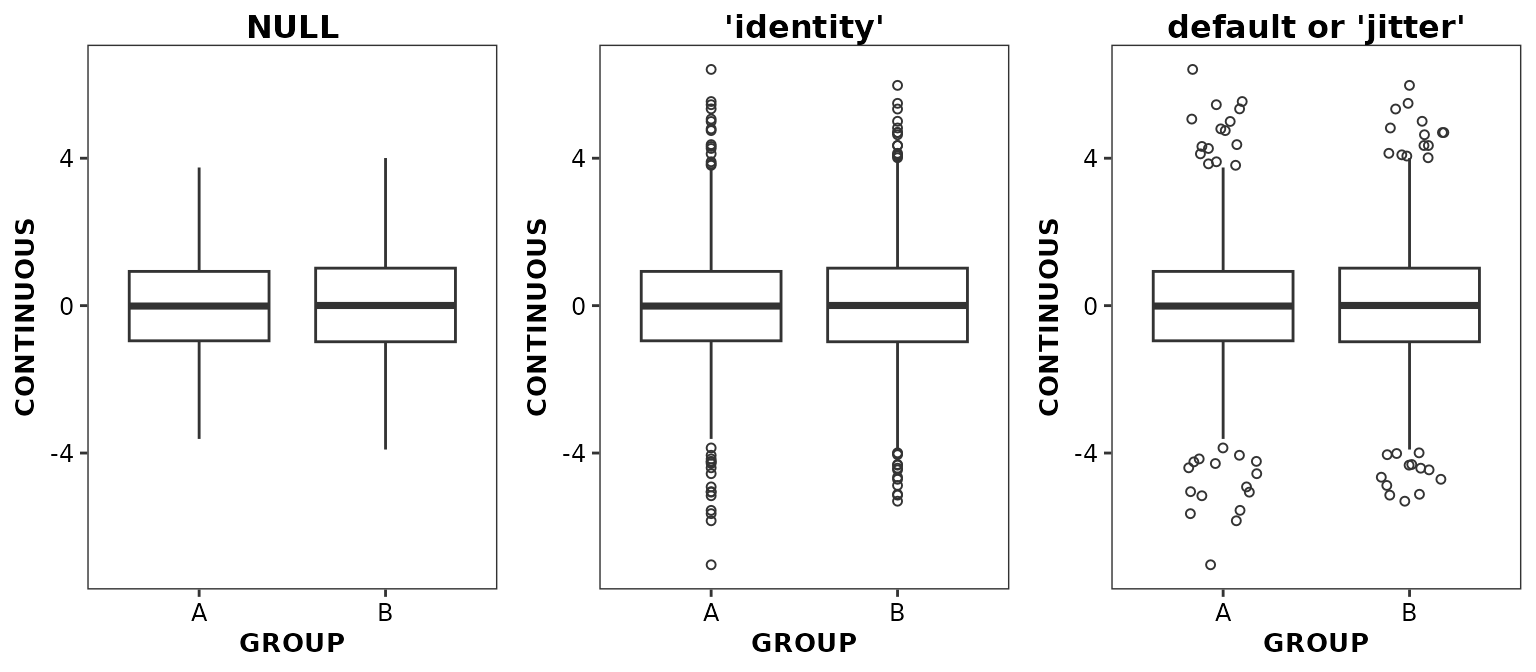 NULL
4
0
-4
CONTINUOUS
A B
GROUP
'identity'
4
0
-4
CONTINUOUS
A B
GROUP
default or 'jitter'
4
0
-4
CONTINUOUS
A B
GROUP